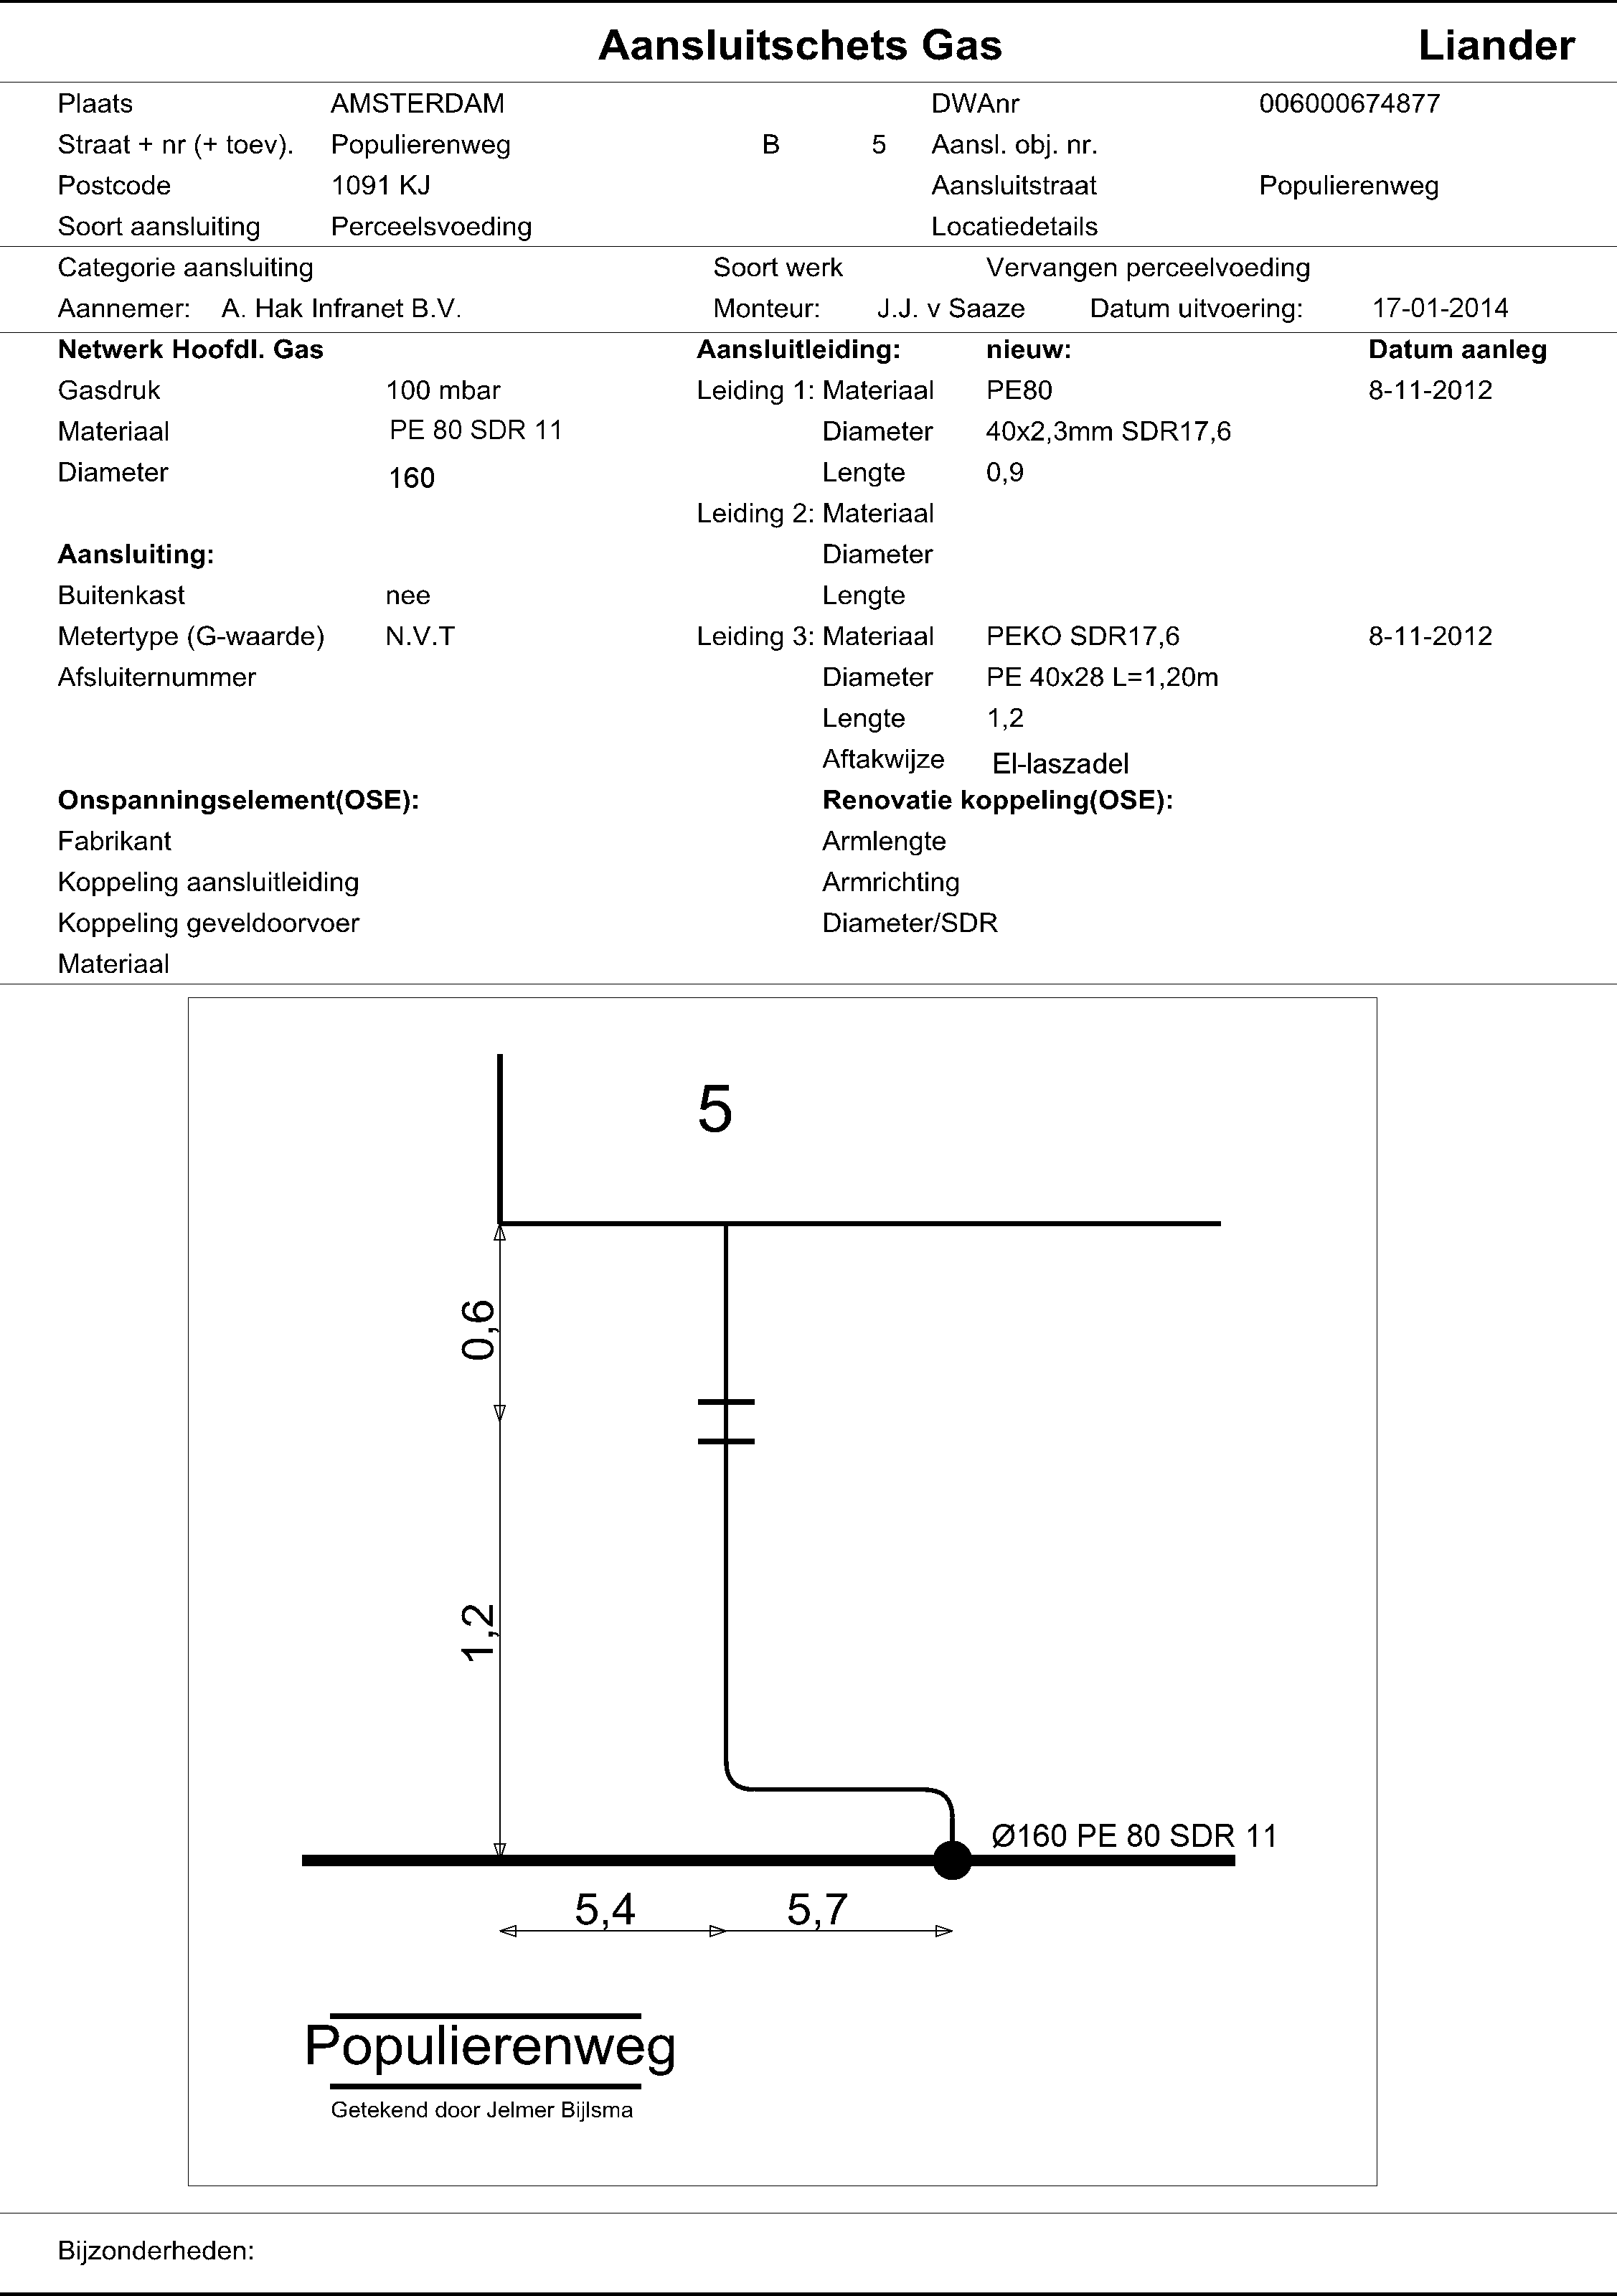 Aansluitschets Gas Liander
Plaats AMSTERDAM DWAnr 006000674877
Straat + nr (+ toev). Populierenweg B 5 Aansl. obj. nr.
Postcode 1091 KJ Aansluitstraat Populierenweg
Soort aansluiting Perceelsvoeding Locatiedetails
Categorie aansluiting Soort werk Vervangen perceelvoeding
Aannemer: A. Hak Infranet B.V. Monteur: J.J. v Saaze Datum uitvoering: 17-01-2014
Netwerk Hoofdl. Gas Aansluitleiding: nieuw: Datum aanleg
Gasdruk 100 mbar Leiding 1: Materiaal PE80 8-11-2012
Materiaal PE 80 SDR 11 Diameter 40x2,3mm SDR17,6
Diameter 160 Lengte 0,9
Leiding 2: Materiaal
Aansluiting: Diameter
Buitenkast nee Lengte
Metertype (G-waarde) N.V.T Leiding 3: Materiaal PEKO SDR17,6 8-11-2012
Afsluiternummer Diameter PE 40x28 L=1,20m
Lengte 1,2
Aftakwijze El-laszadel
Onspanningselement(OSE): Renovatie koppeling(OSE):
Fabrikant Armlengte
Koppeling aansluitleiding Armrichting
Koppeling geveldoorvoer Diameter/SDR
Materiaal
5
0,6
1,2
Ø160 PE 80 SDR 11
5,4 5,7
Populierenweg
Getekend door Jelmer Bijlsma
Bijzonderheden: